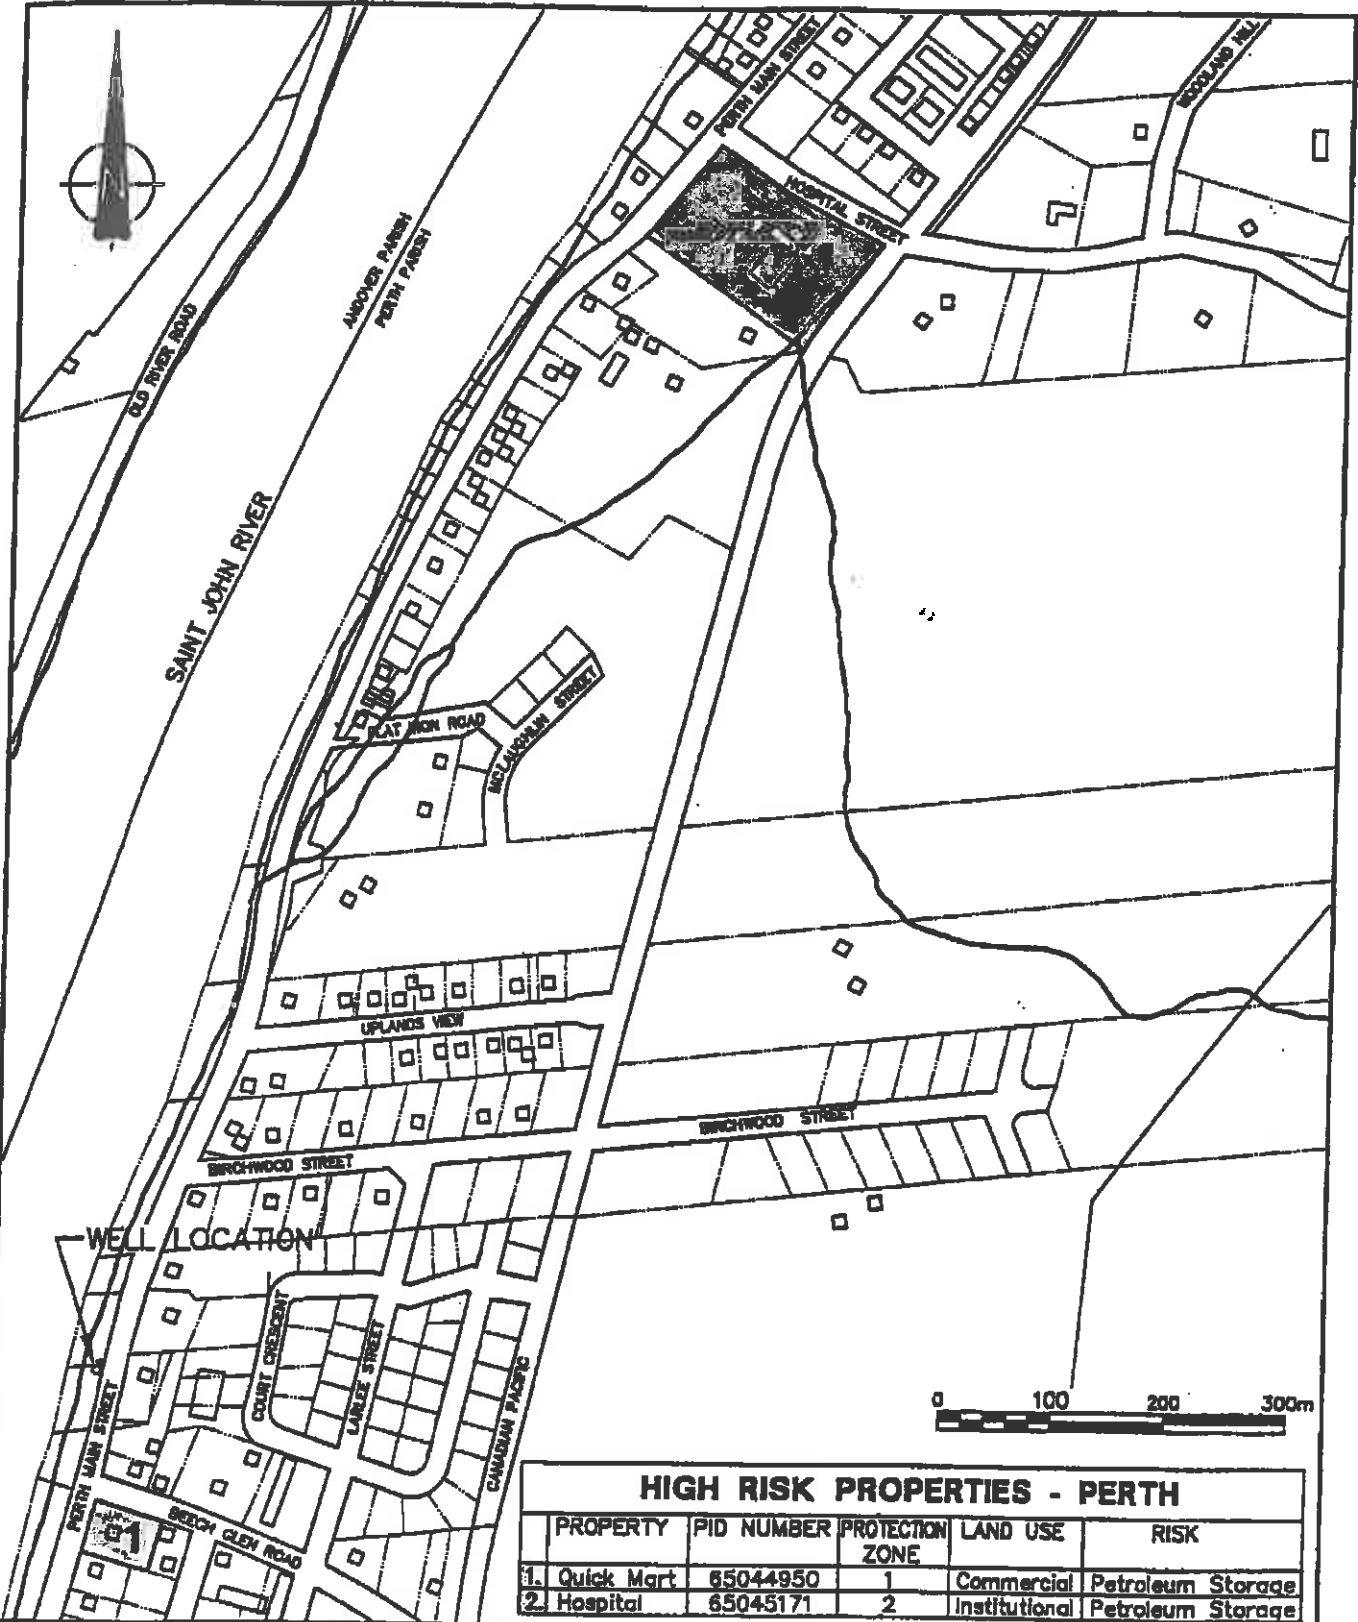 PERTH MAIN STREET
WOODLAND HILL
HOSPITAL STREET
ANDOVER PARISH
PERTH PARISH
OLD RIVER ROAD
SAINT JOHN RIVER
FLAT IRON ROAD
MCLAUGHLIN STREET
UPLANDS VIEW
BIRCHWOOD STREET
BIRCHWOOD STREET
WELL LOCATION
COURT CRESCENT
LARLEE STREET
CANADIAN PACIFIC
PERTH MAIN STREET
BEECH GLEN ROAD
1
0 100 200 300m
HIGH RISK PROPERTIES - PERTH
PROPERTY PID NUMBER PROTECTION ZONE LAND USE RISK
1. Quick Mart 65044950 1 Commercial Petroleum Storage
2. Hospital 65045171 2 Institutional Petroleum Storage